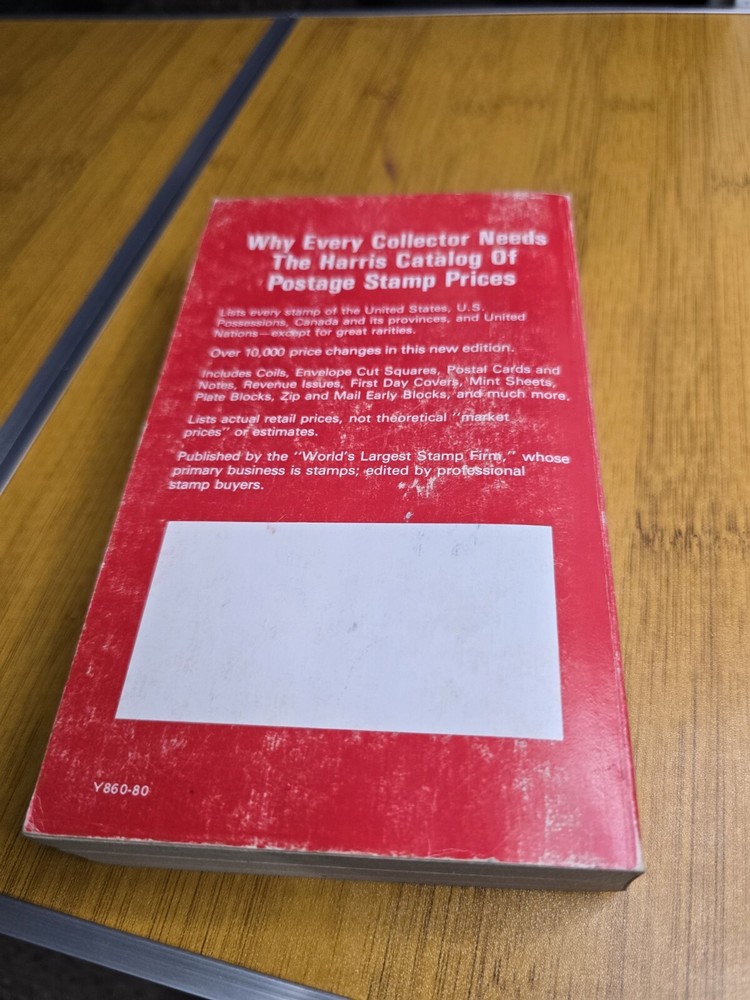 Why Every Collector Needs
The Harris Catalog Of
Postage Stamp Prices
Lists every stamp of the United States, U.S.
Possessions, Canada and its provinces, and United
Nations—except for great rarities.
Over 10,000 price changes in this new edition.
Includes Coils, Envelope Cut Squares, Postal Cards and
Notes, Revenue Issues, First Day Covers, Mint Sheets,
Plate Blocks, Zip and Mail Early Blocks, and much more.
Lists actual retail prices, not theoretical "market
prices" or estimates.
Published by the "World's Largest Stamp Firm," whose
primary business is stamps; edited by professional
stamp buyers.
Y860-80